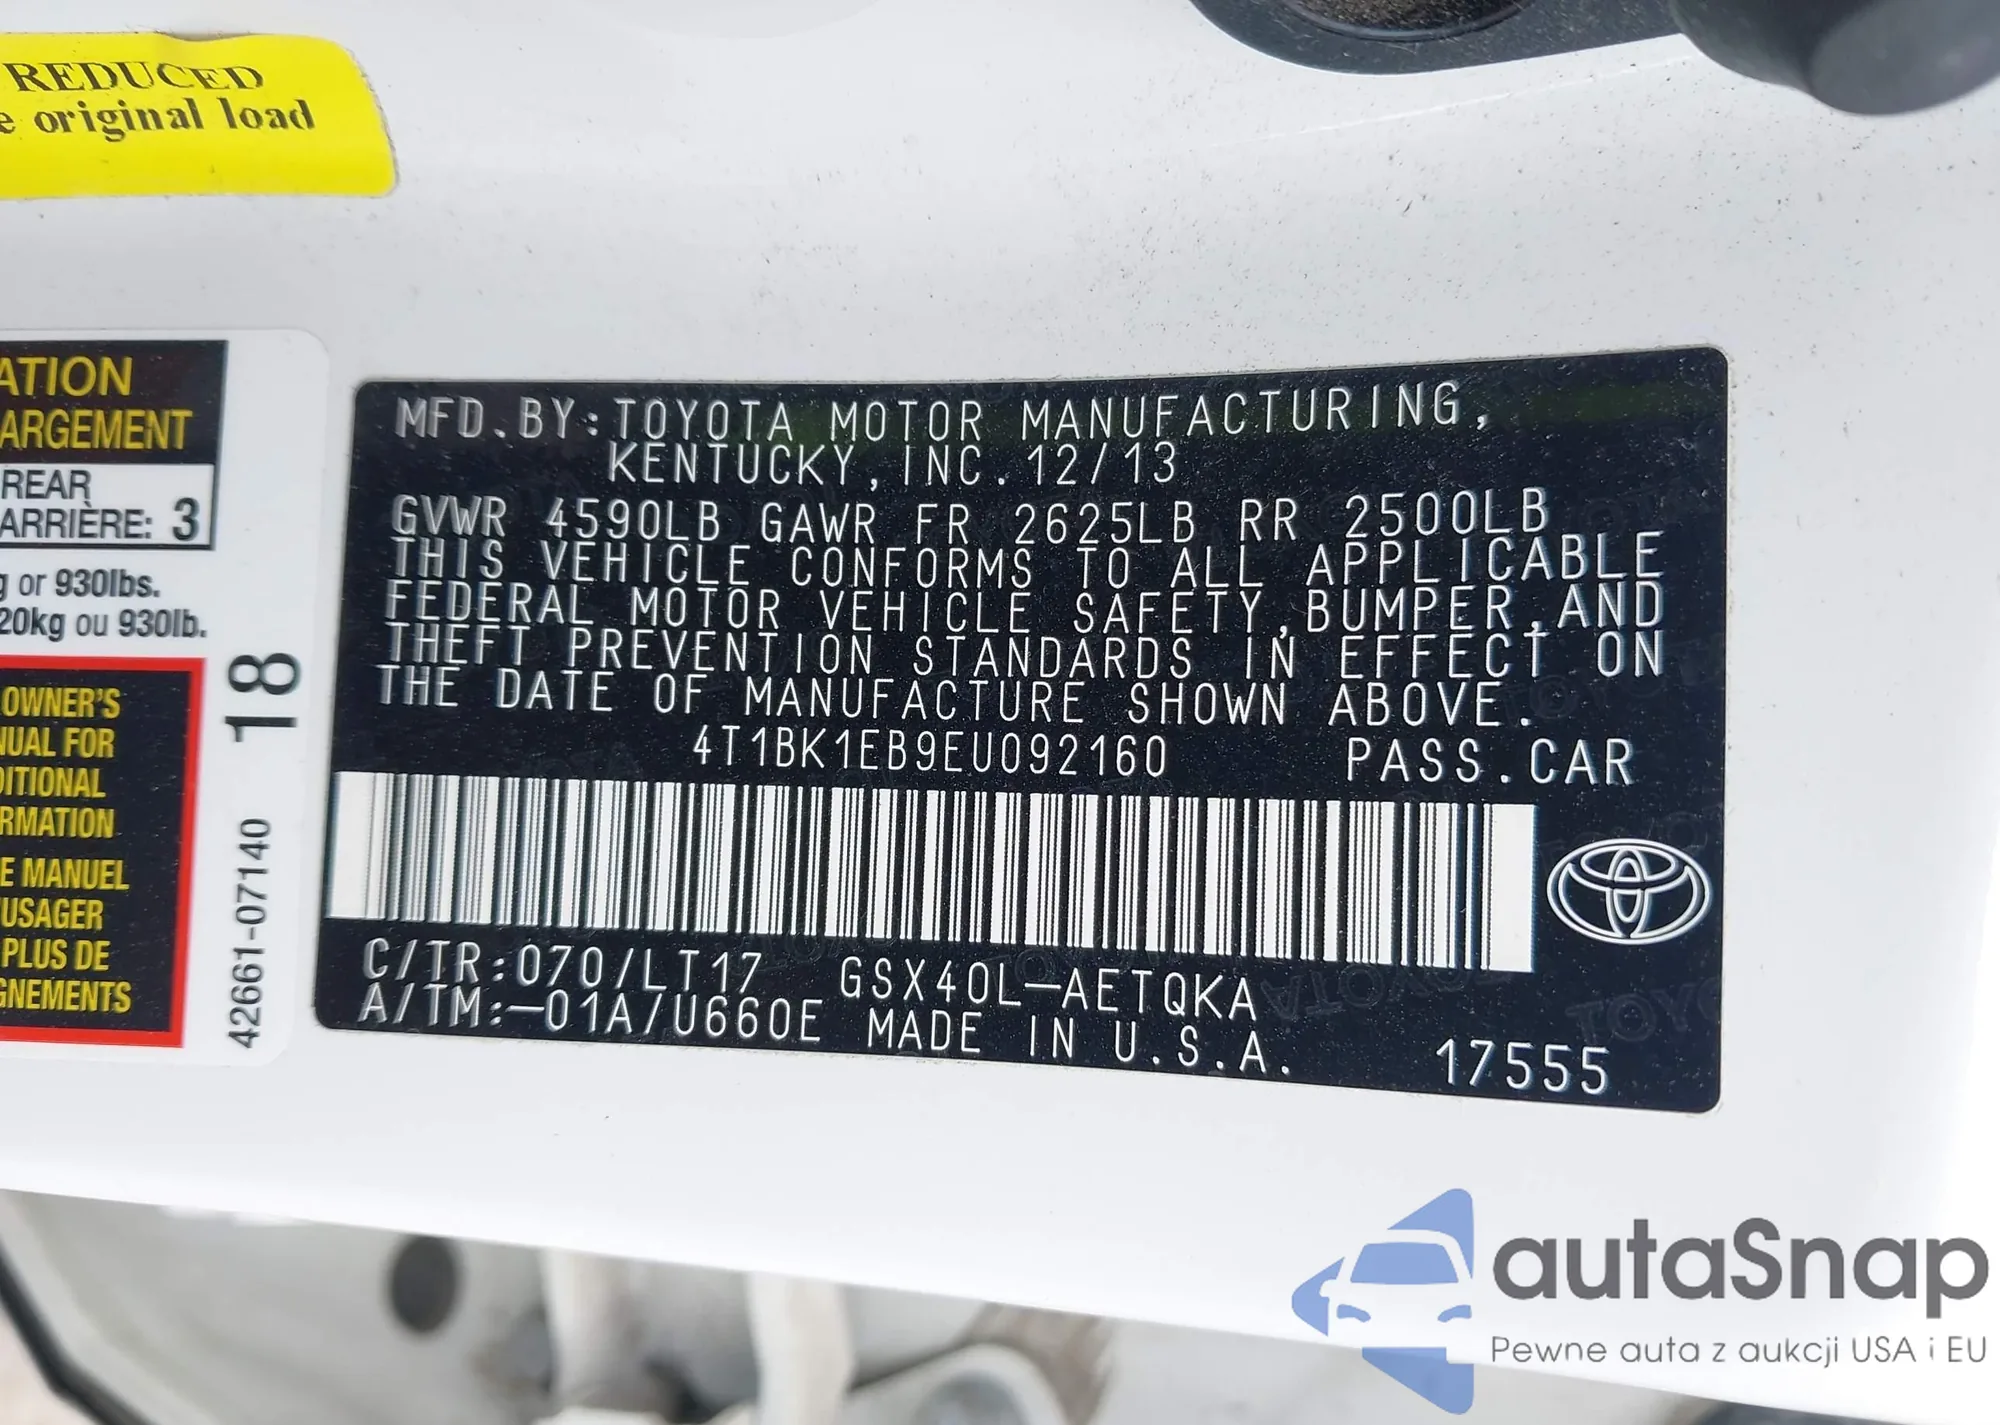 REDUCED
e original load
ATION
ARGEMENT
REAR
ARRIÈRE: 3
g or 930lbs.
20kg ou 930lb.
OWNER'S
NUAL FOR
DITIONAL
RMATION
E MANUEL
'USAGER
PLUS DE
GNEMENTS
18
42661-07140
MFD.BY:TOYOTA MOTOR MANUFACTURING,
KENTUCKY,INC.12/13
GVWR 4590LB GAWR FR 2625LB RR 2500LB
THIS VEHICLE CONFORMS TO ALL APPLICABLE
FEDERAL MOTOR VEHICLE SAFETY,BUMPER,AND
THEFT PREVENTION STANDARDS IN EFFECT ON
THE DATE OF MANUFACTURE SHOWN ABOVE.
4T1BK1EB9EU092160 PASS.CAR
C/TR:070/LT17 GSX40L-AETQKA
A/TM:-01A/U660E MADE IN U.S.A. 17555
autaSnap
Pewne auta z aukcji USA i EU